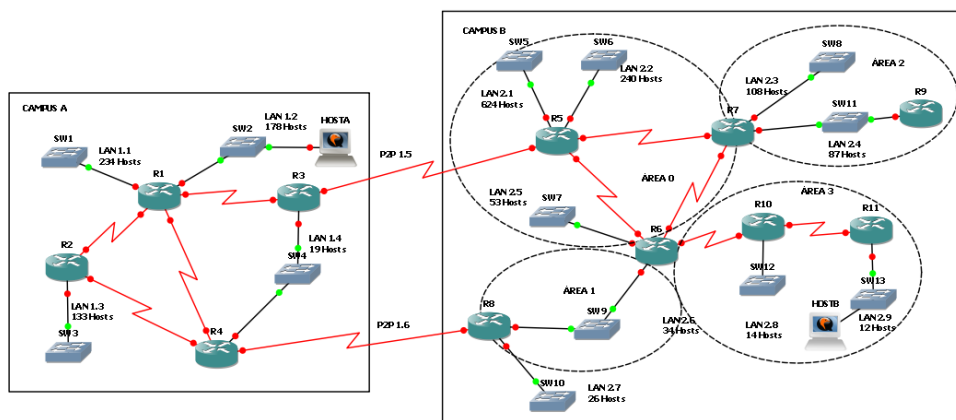 CAMPUS A
SW1
LAN 1.1
234 Hosts
SW2
LAN 1.2
178 Hosts
HOSTA
R1
R3
R2
LAN 1.4
19 Hosts
SW4
LAN 1.3
133 Hosts
SW3
R4
P2P 1.5
P2P 1.6
CAMPUS B
SW5
SW6
LAN 2.1
624 Hosts
LAN 2.2
240 Hosts
R5
ÁREA 0
LAN 2.5
53 Hosts
SW7
R6
R7
SW8
ÁREA 2
LAN 2.3
108 Hosts
SW11
R9
LAN 2.4
87 Hosts
ÁREA 3
R10
R11
SW12
SW13
HOSTB
LAN 2.8
14 Hosts
LAN 2.9
12 Hosts
ÁREA 1
R8
SW9
LAN 2.6
34 Hosts
SW10
LAN 2.7
26 Hosts